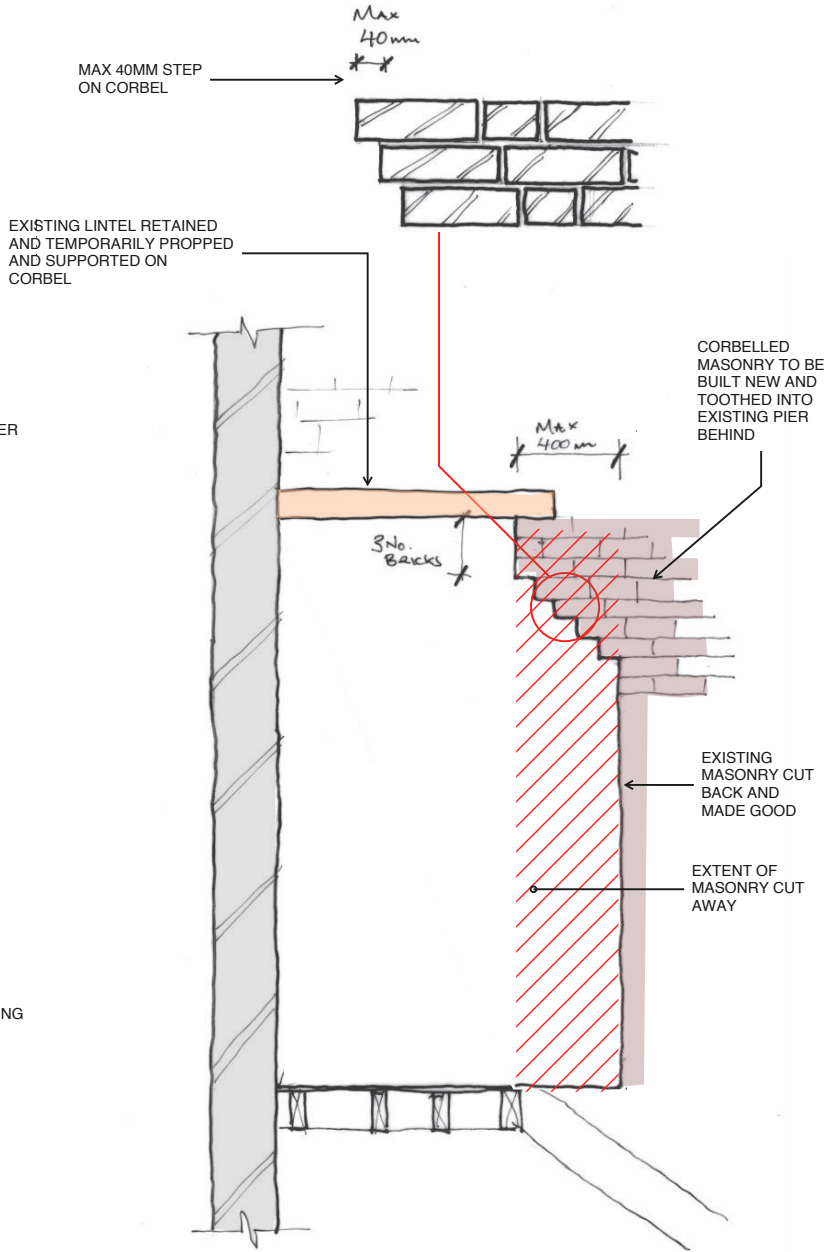 Max
40mm
MAX 40MM STEP
ON CORBEL
EXISTING LINTEL RETAINED
AND TEMPORARILY PROPPED
AND SUPPORTED ON
CORBEL
CORBELLED
MASONRY TO BE
BUILT NEW AND
TOOTHED INTO
EXISTING PIER
BEHIND
ER
MAX
400mm
3No.
BRICKS
EXISTING
MASONRY CUT
BACK AND
MADE GOOD
EXTENT OF
MASONRY CUT
AWAY
NG